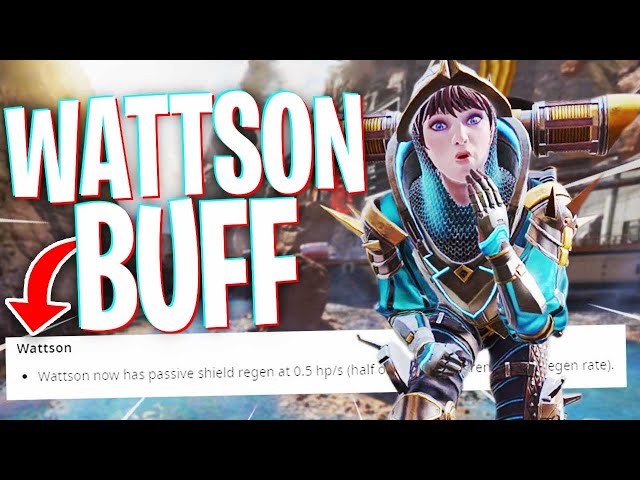 WATTSON
BUFF
Wattson
• Wattson now has passive shield regen at 0.5 hp/s (half o regen rate).